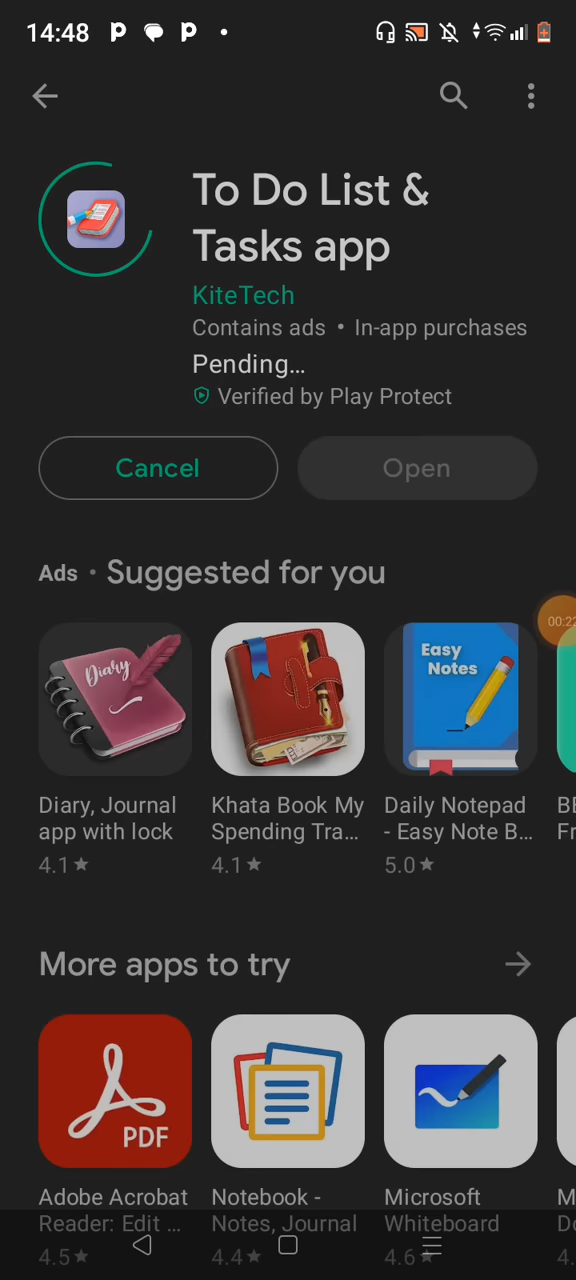 14:48
To Do List &
Tasks app
KiteTech
Contains ads • In-app purchases
Pending...
Verified by Play Protect
Cancel
Open
Ads • Suggested for you
00:22
Diary
Easy
Notes
Diary, Journal
app with lock
4.1★
Khata Book My
Spending Tra...
4.1★
Daily Notepad
- Easy Note B...
5.0★
More apps to try
PDF
Adobe Acrobat
Reader: Edit ...
4.5★
Notebook -
Notes, Journal
4.4★
Microsoft
Whiteboard
4.6★